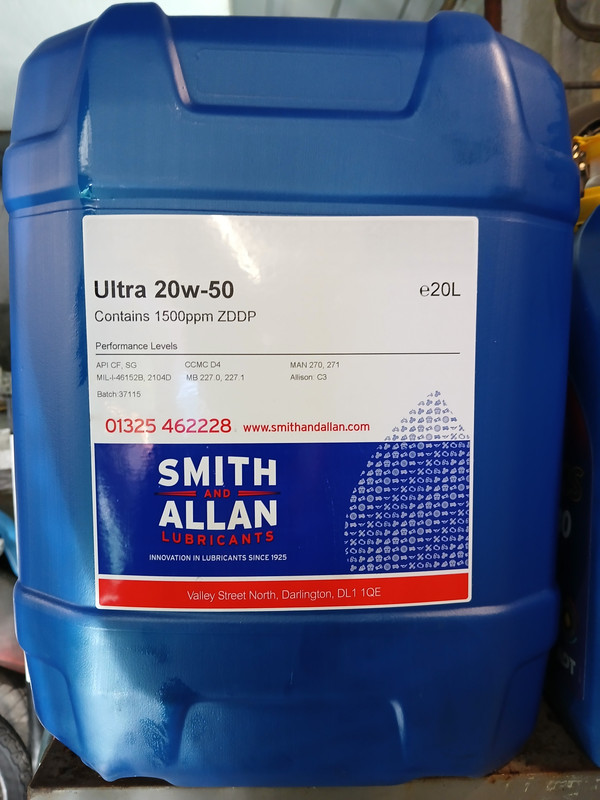 Ultra 20w-50
℮20L
Contains 1500ppm ZDDP
Performance Levels
API CF, SG CCMC D4 MAN 270, 271
MIL-I-46152B, 2104D MB 227.0, 227.1 Allison C3
Batch 37115
01325 462228 www.smithandallan.com
SMITH
AND
ALLAN
LUBRICANTS
INNOVATION IN LUBRICANTS SINCE 1925
Valley Street North, Darlington, DL1 1QE